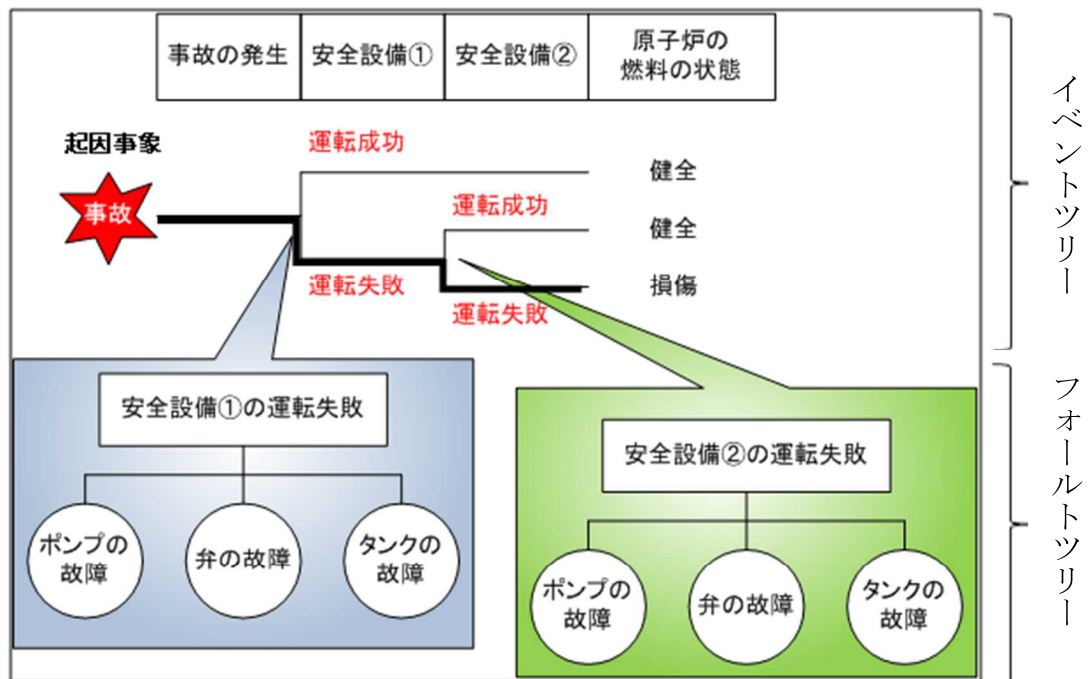 事故の発生
安全設備①
安全設備②
原子炉の
燃料の状態
起因事象
事故
運転成功
健全
運転成功
健全
運転失敗
損傷
運転失敗
イベントツリー
安全設備①の運転失敗
ポンプの
故障
弁の故障
タンクの
故障
安全設備②の運転失敗
ポンプの
故障
弁の故障
タンクの
故障
フォールトツリー